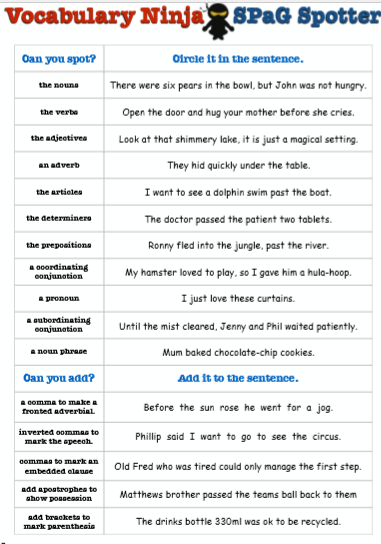 Vocabulary Ninja SPaG Spotter
Can you spot? Circle it in the sentence.
the nouns There were six pears in the bowl, but John was not hungry.
the verbs Open the door and hug your mother before she cries.
the adjectives Look at that shimmery lake, it is just a magical setting.
an adverb They hid quickly under the table.
the articles I want to see a dolphin swim past the boat.
the determiners The doctor passed the patient two tablets.
the prepositions Ronny fled into the jungle, past the river.
a coordinating
conjunction My hamster loved to play, so I gave him a hula-hoop.
a pronoun I just love these curtains.
a subordinating
conjunction Until the mist cleared, Jenny and Phil waited patiently.
a noun phrase Mum baked chocolate-chip cookies.
Can you add? Add it to the sentence.
a comma to make a
fronted adverbial. Before the sun rose he went for a jog.
inverted commas to
mark the speech. Phillip said I want to go to see the circus.
commas to mark an
embedded clause Old Fred who was tired could only manage the first step.
add apostrophes to
show possession Matthews brother passed the teams ball back to them
add brackets to
mark parenthesis The drinks bottle 330ml was ok to be recycled.